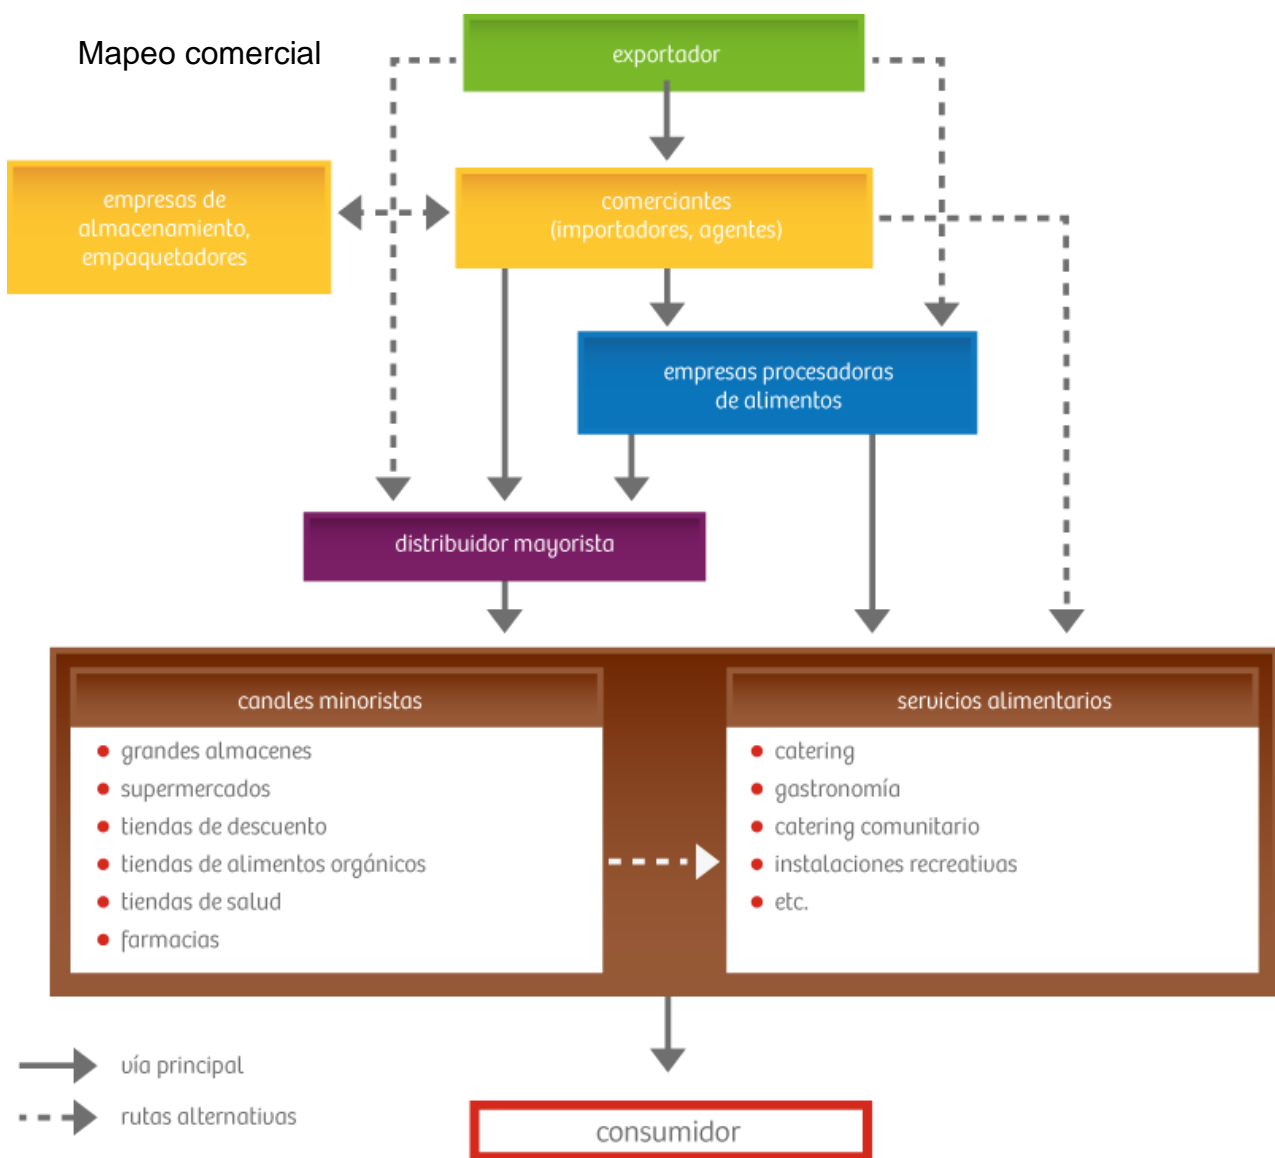 Mapeo comercial
exportador
empresas de
almacenamiento,
empaquetadores
comerciantes
(importadores, agentes)
empresas procesadoras
de alimentos
distribuidor mayorista
canales minoristas
grandes almacenes
supermercados
tiendas de descuento
tiendas de alimentos orgánicos
tiendas de salud
farmacias
servicios alimentarios
catering
gastronomía
catering comunitario
instalaciones recreativas
etc.
vía principal
rutas alternativas
consumidor